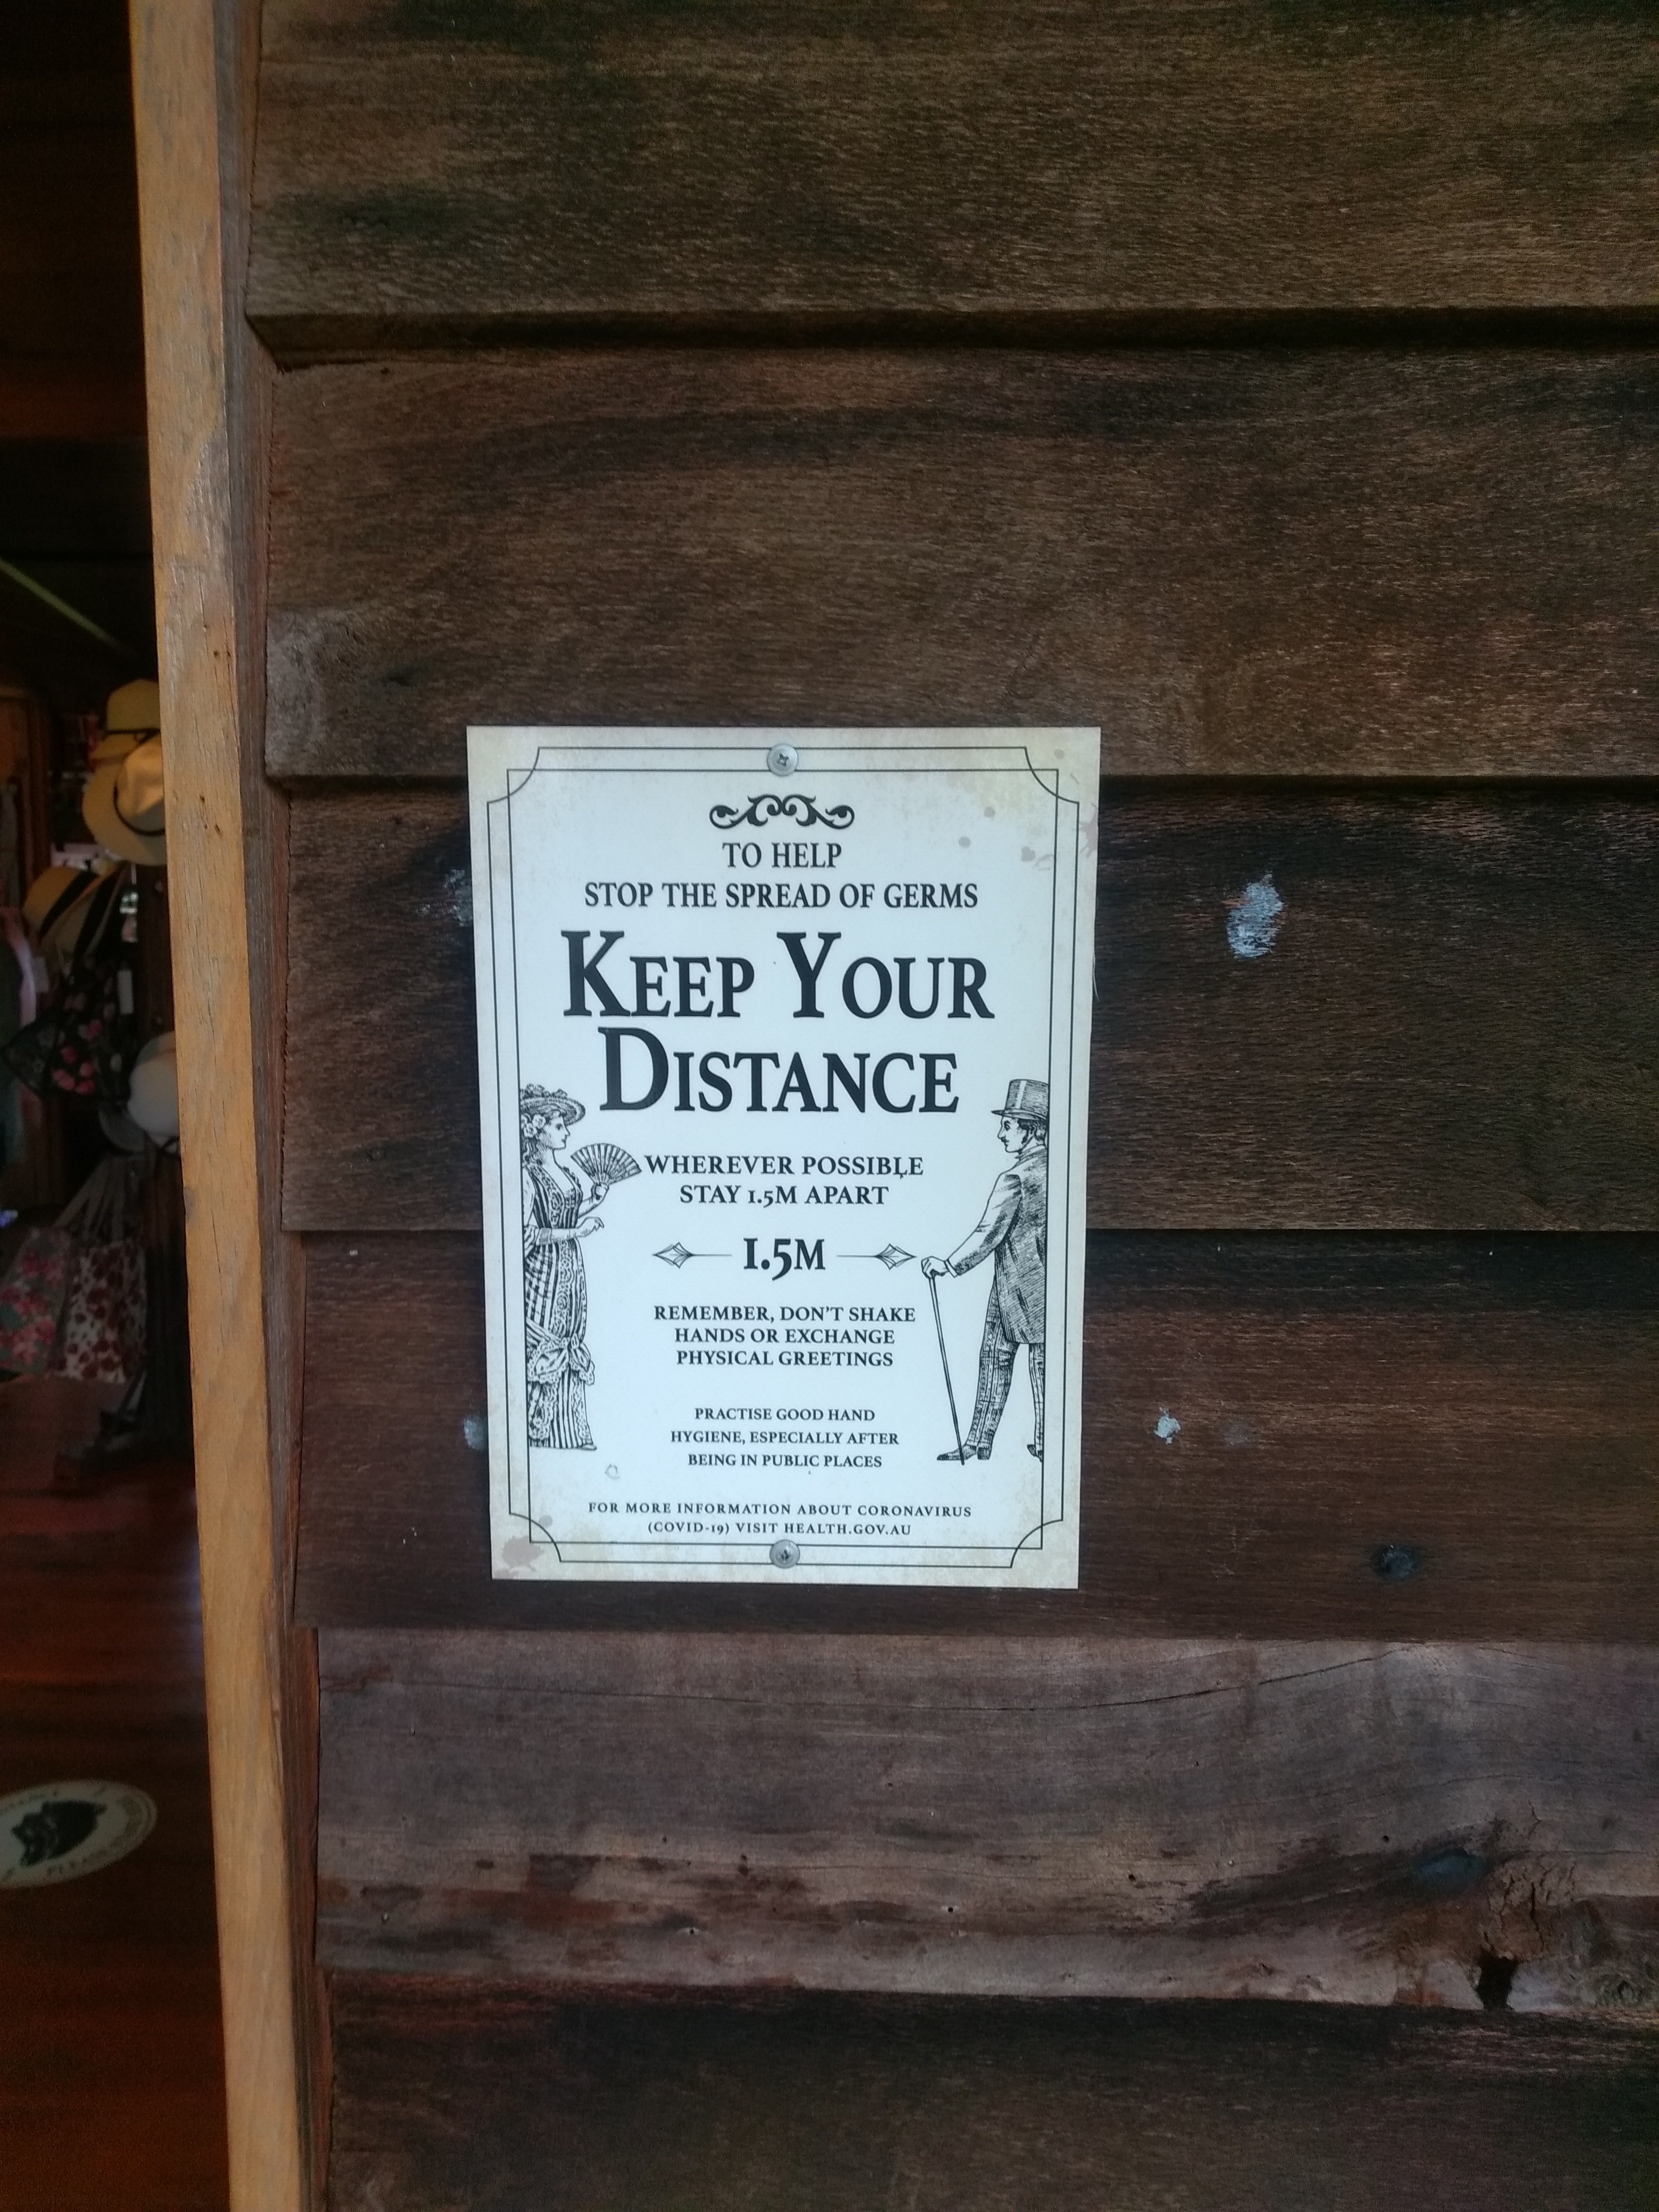 TO HELP
STOP THE SPREAD OF GERMS
KEEP YOUR
DISTANCE
WHEREVER POSSIBLE
STAY 1.5M APART
1.5M
REMEMBER, DON'T SHAKE
HANDS OR EXCHANGE
PHYSICAL GREETINGS
PRACTISE GOOD HAND
HYGIENE, ESPECIALLY AFTER
BEING IN PUBLIC PLACES
FOR MORE INFORMATION ABOUT CORONAVIRUS
(COVID-19) VISIT HEALTH.GOV.AU